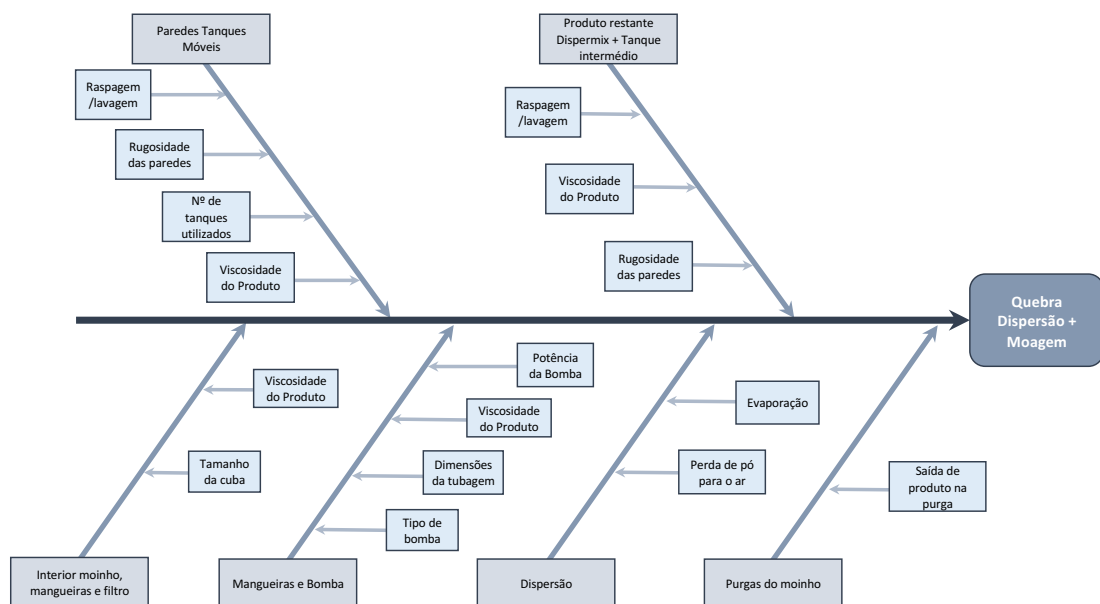 Paredes Tanques
Móveis
Produto restante
Dispermix + Tanque
intermédio
Raspagem
/lavagem
Raspagem
/lavagem
Rugosidade
das paredes
Viscosidade
do Produto
Nº de
tanques
utilizados
Rugosidade
das paredes
Viscosidade
do Produto
Quebra
Dispersão +
Moagem
Potência
da Bomba
Viscosidade
do Produto
Evaporação
Viscosidade
do Produto
Tamanho
da cuba
Dimensões
da tubagem
Perda de pó
para o ar
Saída de
produto na
purga
Tipo de
bomba
Interior moinho,
mangueiras e filtro
Mangueiras e Bomba
Dispersão
Purgas do moinho